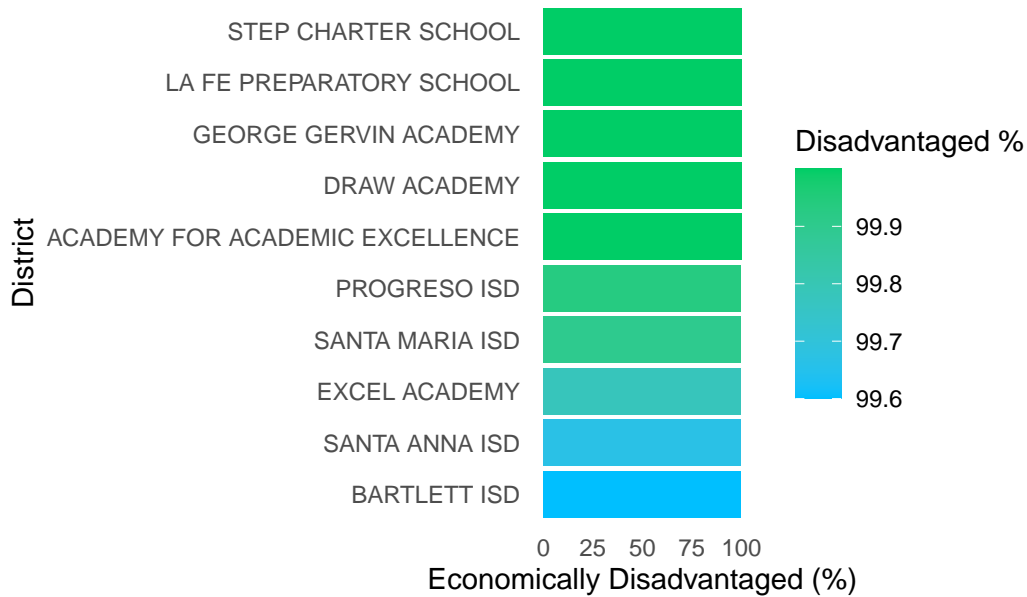 STEP CHARTER SCHOOL
LA FE PREPARATORY SCHOOL
GEORGE GERVIN ACADEMY
DRAW ACADEMY
ACADEMY FOR ACADEMIC EXCELLENCE
PROGRESO ISD
SANTA MARIA ISD
EXCEL ACADEMY
SANTA ANNA ISD
BARTLETT ISD
District
0 25 50 75 100
Economically Disadvantaged (%)
Disadvantaged %
99.9
99.8
99.7
99.6